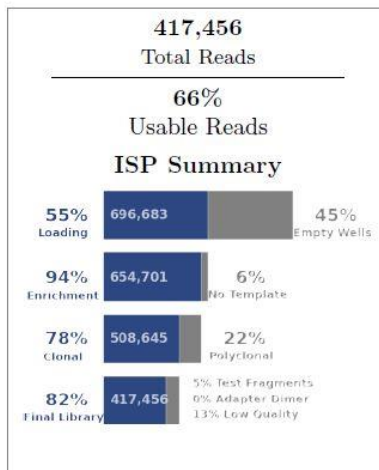 417,456
Total Reads
66%
Usable Reads
ISP Summary
55% 696,683 45%
Loading Empty Wells
94% 654,701 6%
Enrichment No Template
78% 508,645 22%
Clonal Polyclonal
82% 417,456 5% Test Fragments
0% Adapter Dimer
Final Library 13% Low Quality